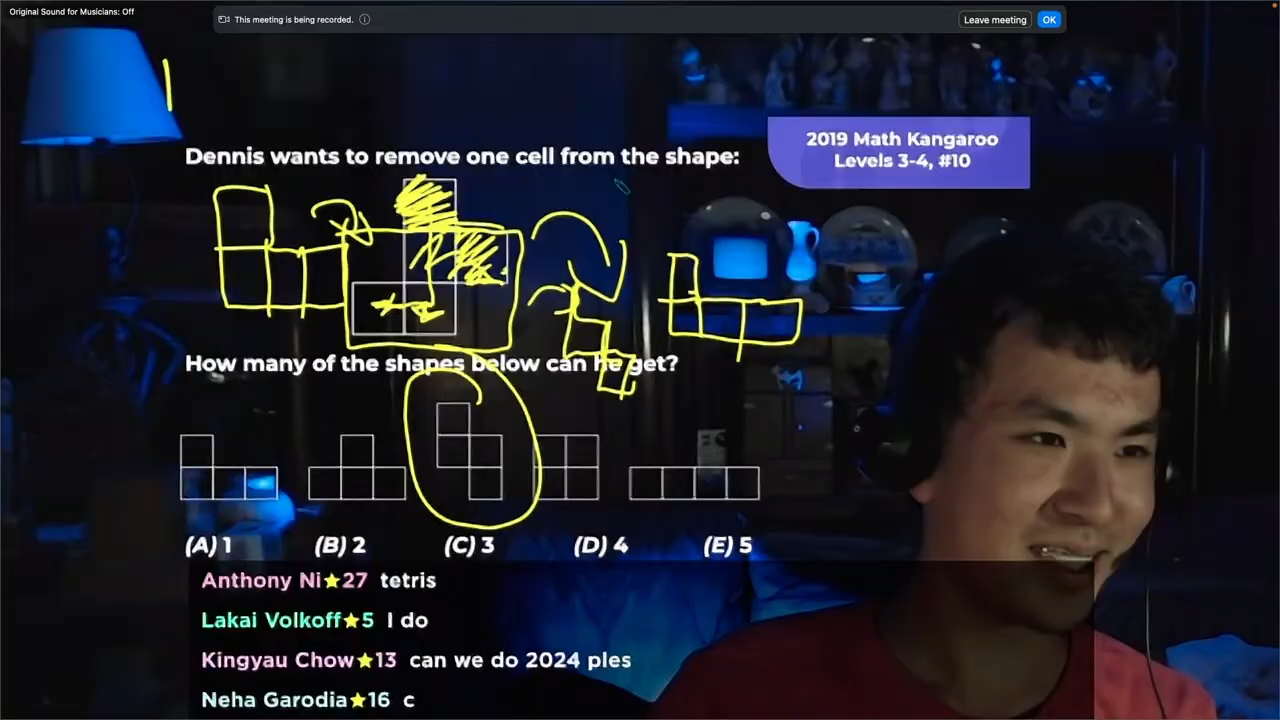 Original Sound for Musicians: Off
This meeting is being recorded.
Leave meeting
OK
2019 Math Kangaroo
Levels 3-4, #10
Dennis wants to remove one cell from the shape:
How many of the shapes below can he get?
(A) 1 (B) 2 (C) 3 (D) 4 (E) 5
Anthony Ni★27 tetris
Lakai Volkoff★5 I do
Kingyau Chow★13 can we do 2024 ples
Neha Garodia★16 c